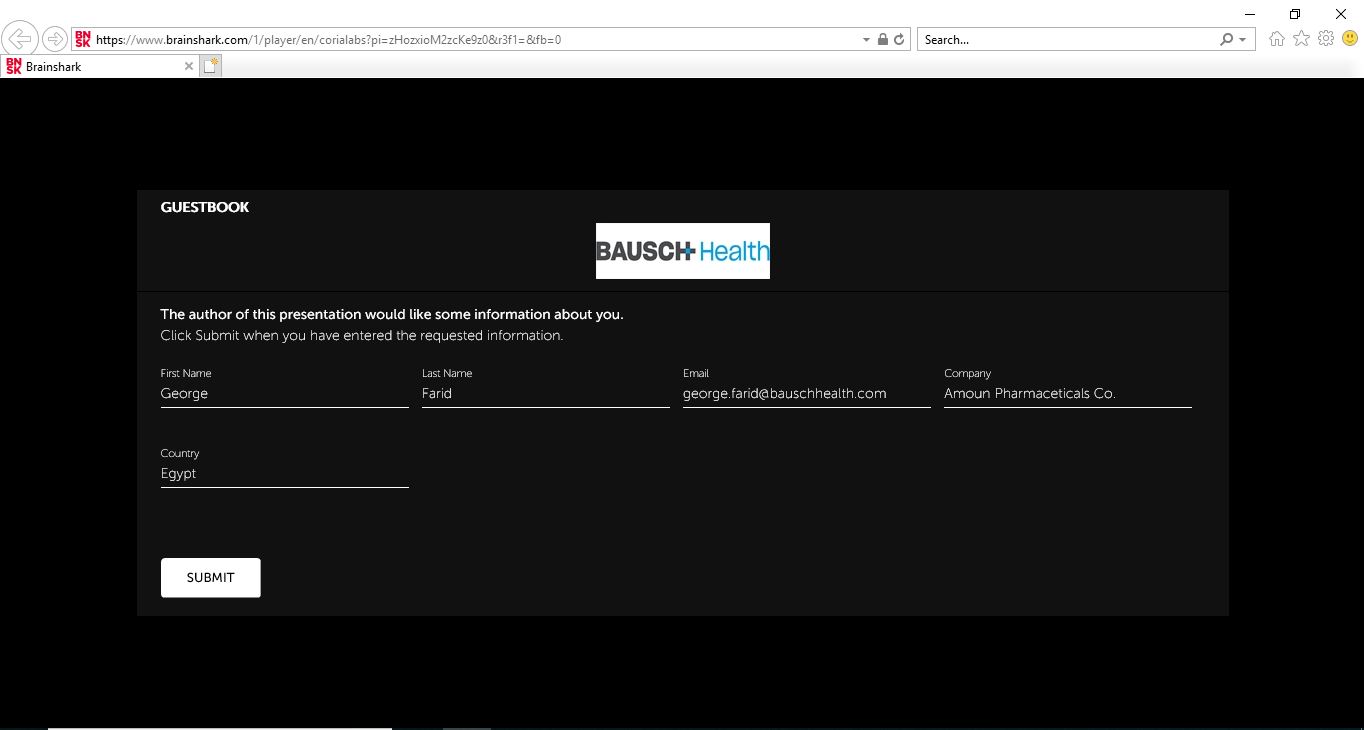 https://www.brainshark.com/1/player/en/corialabs?pi=zHozxioM2zcKe9z0&r3f1=&fb=0
Search...
BN
SK
BN
SK
Brainshark
GUESTBOOK
BAUSCH+Health
The author of this presentation would like some information about you.
Click Submit when you have entered the requested information.
First Name
Last Name
Email
Company
George
Farid
george.farid@bauschhealth.com
Amoun Pharmaceticals Co.
Country
Egypt
SUBMIT